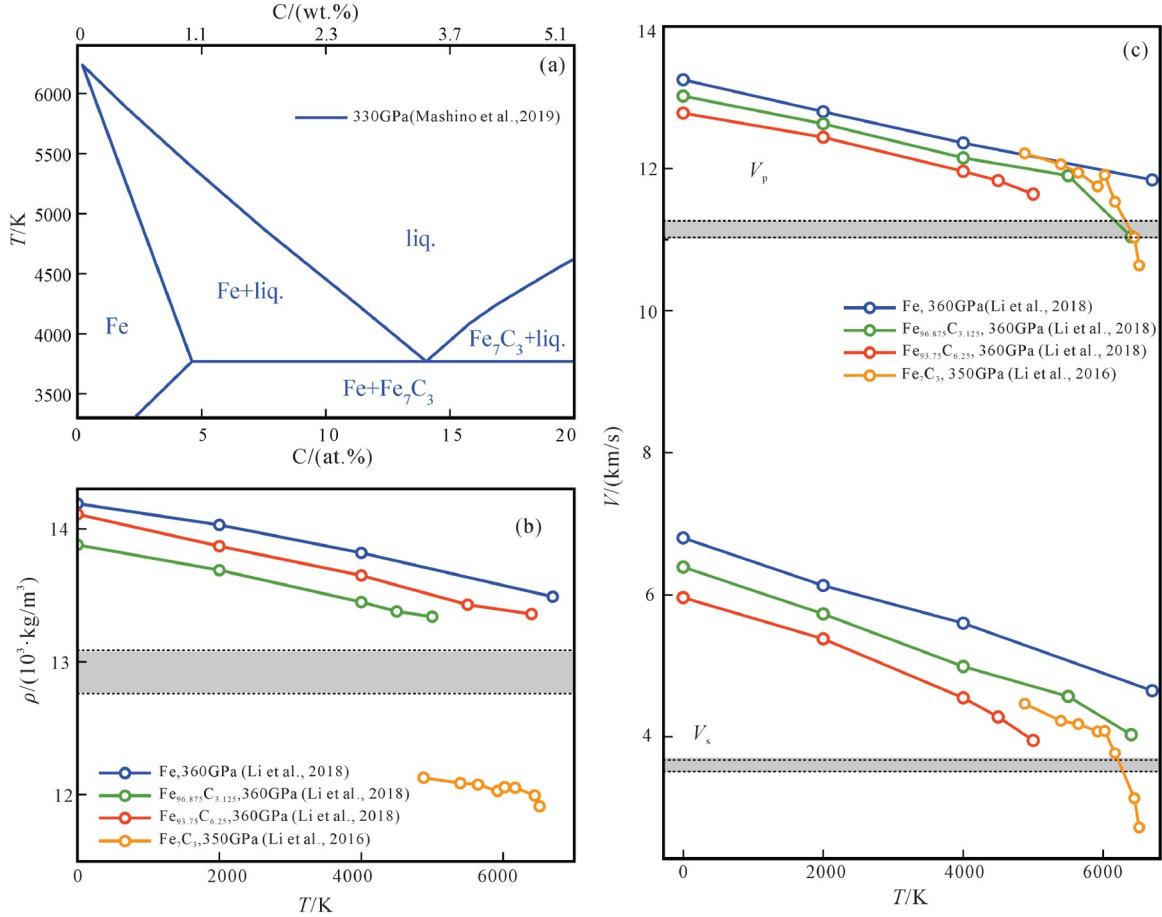 C/(wt.%)
0 1.1 2.3 3.7 5.1
(a)
6000
5500
5000
4500
4000
3500
T/K
330GPa(Mashino et al.,2019)
liq.
Fe+liq.
Fe
Fe₇C₃+liq.
Fe+Fe₇C₃
0 5 10 15 20
C/(at.%)
(b)
14
13
12
ρ/(10³·kg/m³)
Fe,360GPa (Li et al., 2018)
Fe₉₆.₈₇₅C₃.₁₂₅,360GPa (Li et al., 2018)
Fe₉₃.₇₅C₆.₂₅,360GPa (Li et al., 2018)
Fe₇C₃,350GPa (Li et al., 2016)
0 2000 4000 6000
T/K
(c)
14
13
12
11
10
8
6
4
V/(km/s)
Vₚ
Fe, 360GPa(Li et al., 2018)
Fe₉₆.₈₇₅C₃.₁₂₅, 360GPa (Li et al., 2018)
Fe₉₃.₇₅C₆.₂₅, 360GPa (Li et al., 2018)
Fe₇C₃, 350GPa (Li et al., 2016)
Vₛ
0 2000 4000 6000
T/K